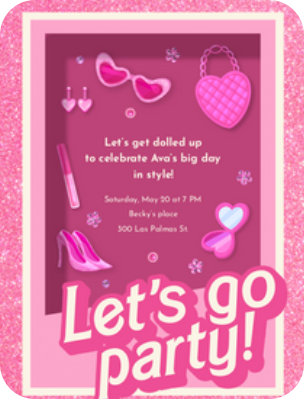 Let's get dolled up
to celebrate Ava's big day
in style!
Saturday, May 20 at 7 PM
Becky's place
300 Las Palmas St
Let's go
party!